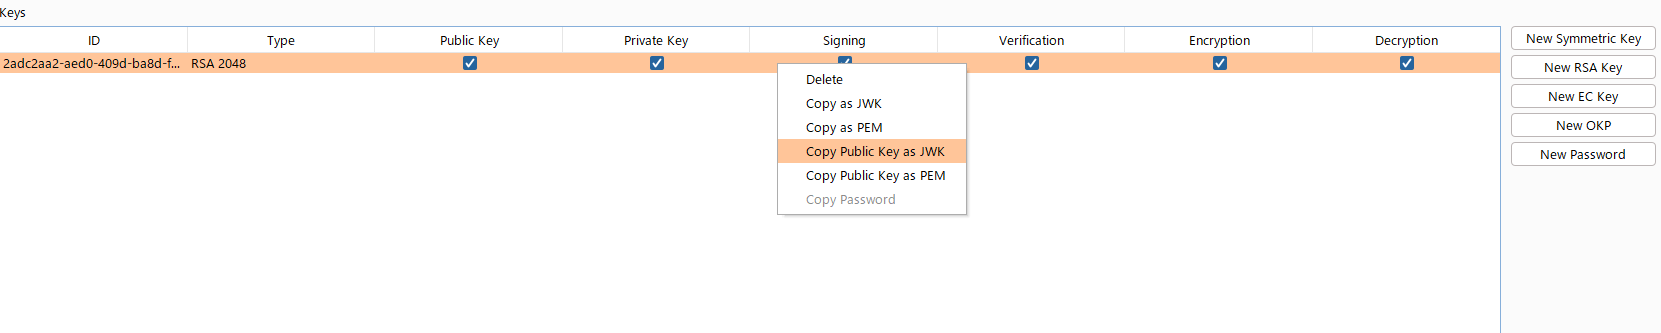 Keys
ID Type Public Key Private Key Signing Verification Encryption Decryption
2adc2aa2-aed0-409d-ba8d-f... RSA 2048
Delete
Copy as JWK
Copy as PEM
Copy Public Key as JWK
Copy Public Key as PEM
Copy Password
New Symmetric Key
New RSA Key
New EC Key
New OKP
New Password